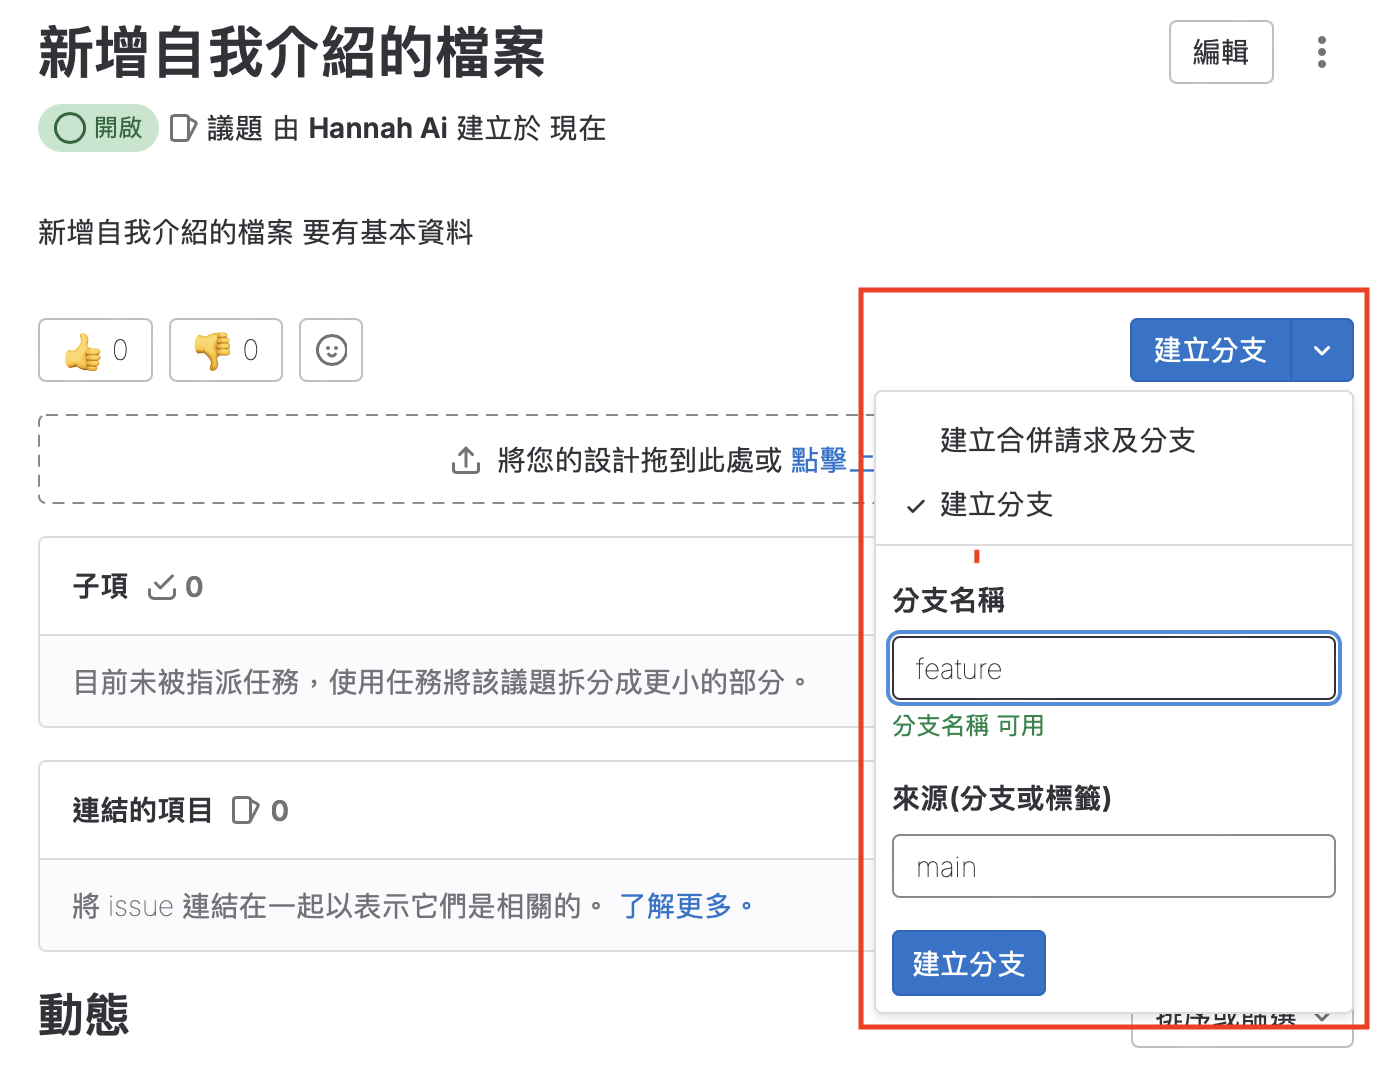 新增自我介紹的檔案
編輯
開啟 議題 由 Hannah Ai 建立於 現在
新增自我介紹的檔案 要有基本資料
0 0
建立分支
將您的設計拖到此處或 點擊上
建立合併請求及分支
建立分支
子項 0
目前未被指派任務，使用任務將該議題拆分成更小的部分。
分支名稱
feature
分支名稱 可用
連結的項目 0
將 issue 連結在一起以表示它們是相關的。 了解更多。
來源(分支或標籤)
main
建立分支
動態
排序或篩選